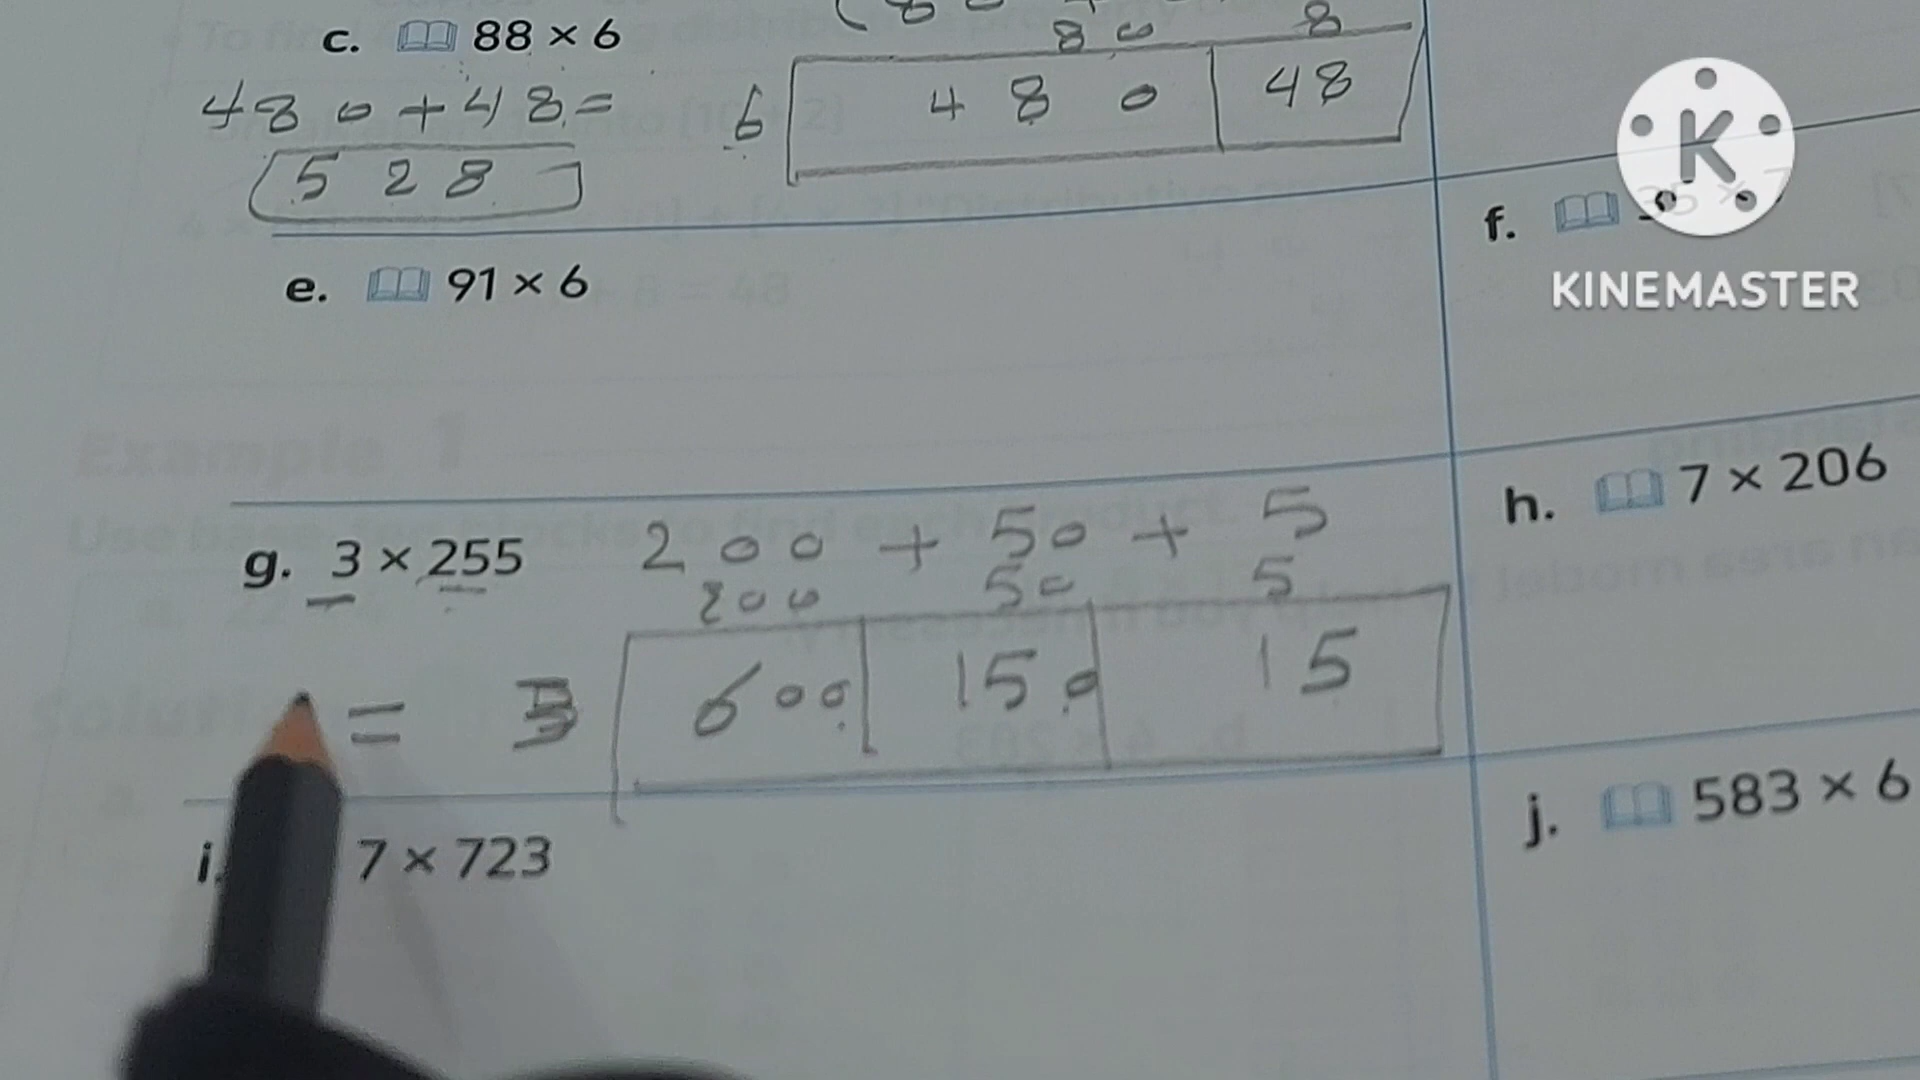 c. 88 × 6
80 8
480 + 48 =
6 480 48
528
e. 91 × 6
f.
KINEMASTER
g. 3 × 255 200 + 50 + 5
200 50 5
= 3 600 150 15
h. 7 × 206
i. 7 × 723
j. 583 × 6